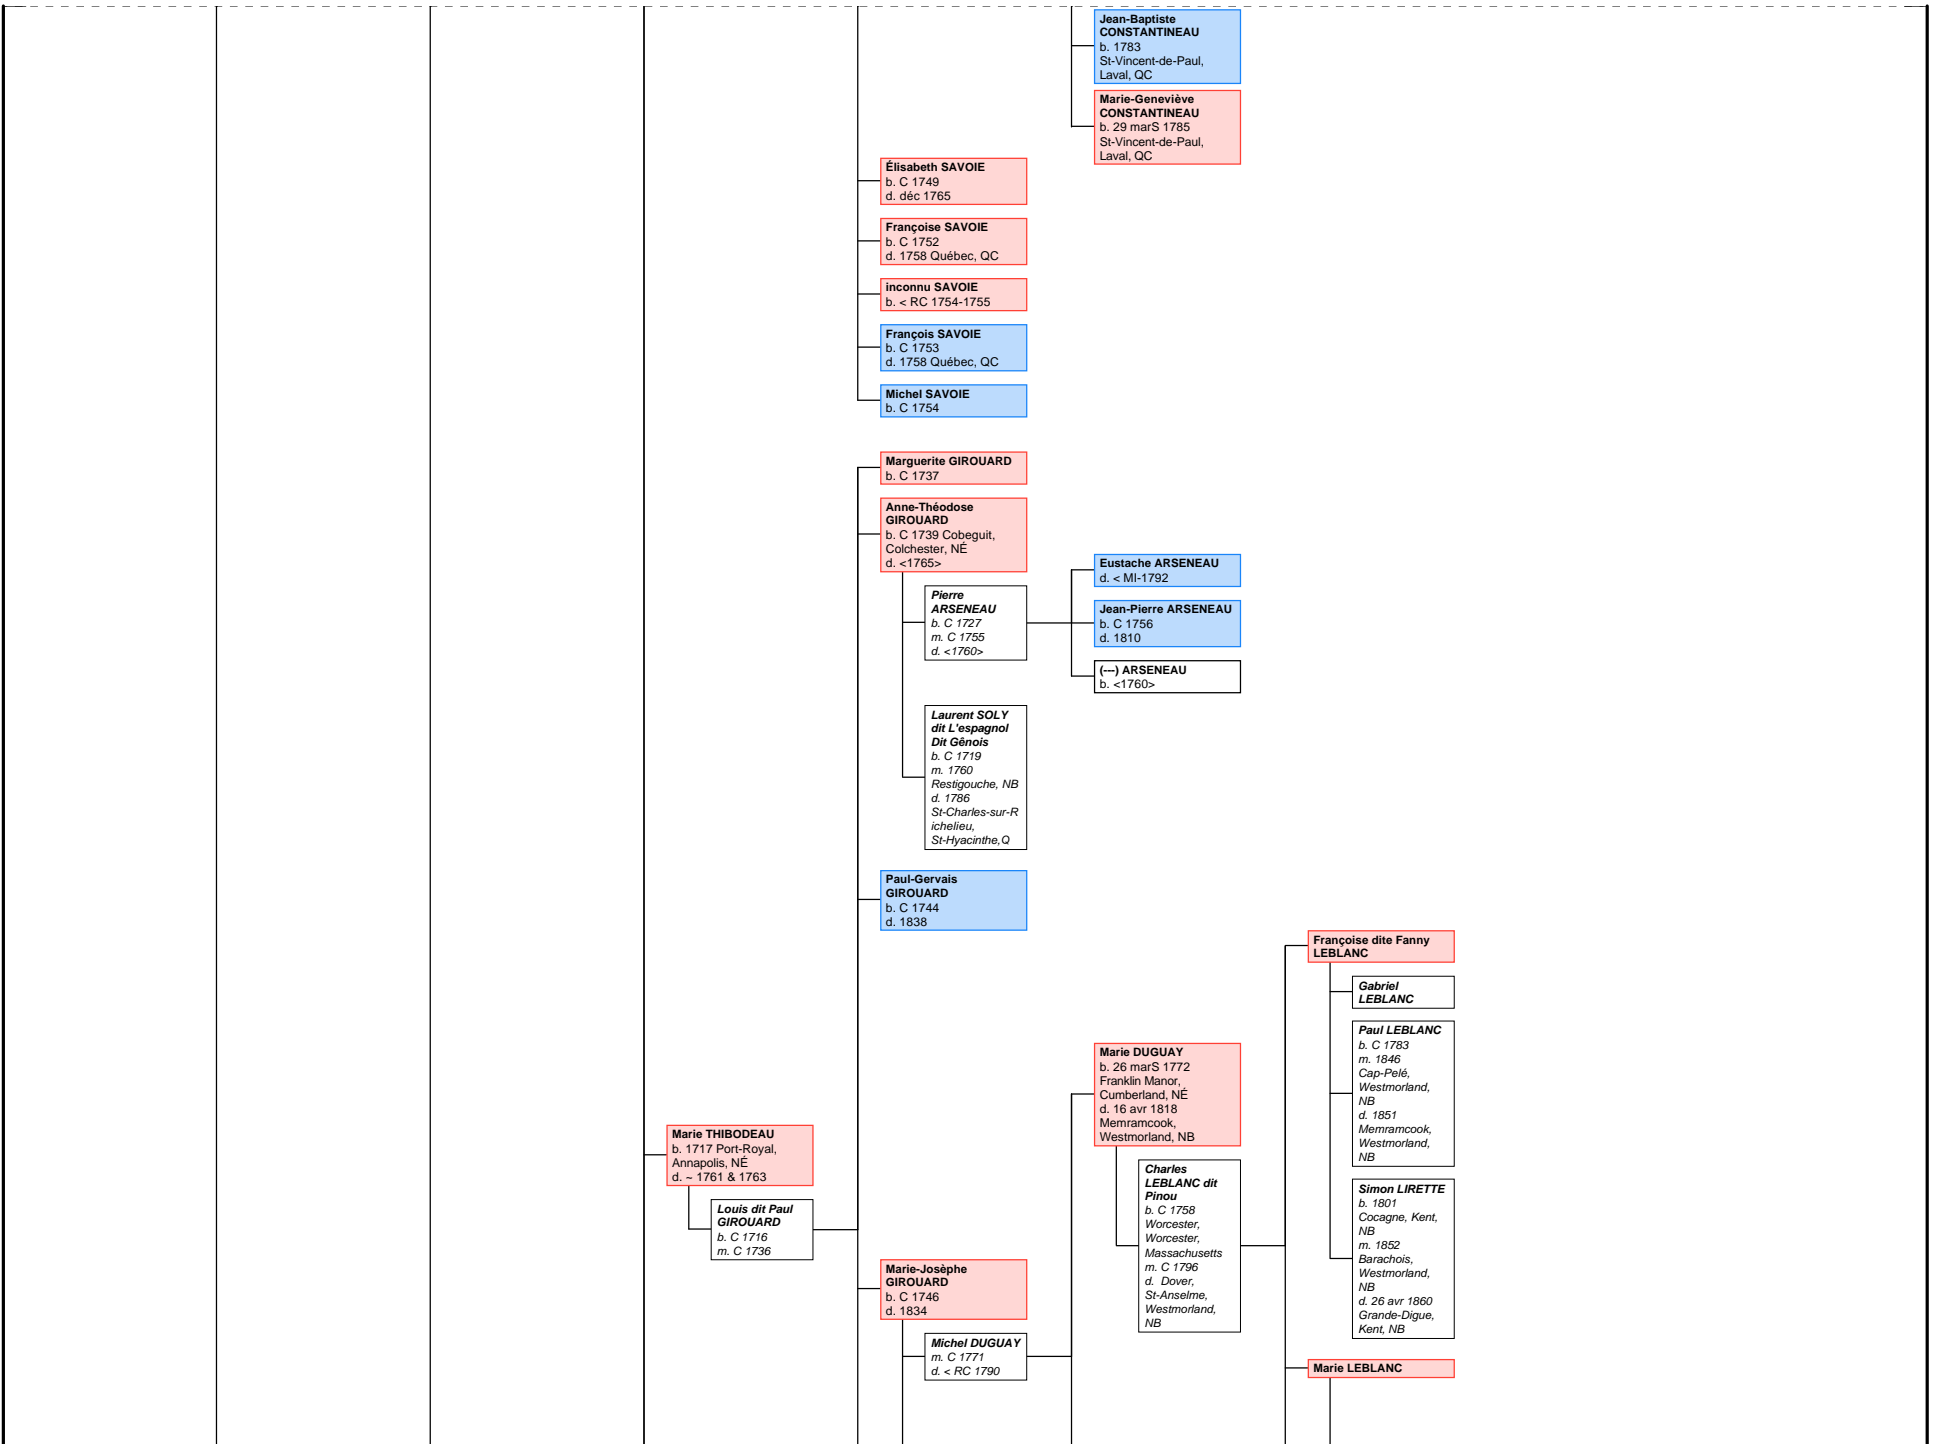 Jean-Baptiste
CONSTANTINEAU
b. 1783
St-Vincent-de-Paul,
Laval, QC
Marie-Geneviève
CONSTANTINEAU
b. 29 marS 1785
St-Vincent-de-Paul,
Laval, QC
Élisabeth SAVOIE
b. C 1749
d. déc 1765
Françoise SAVOIE
b. C 1752
d. 1758 Québec, QC
inconnu SAVOIE
b. < RC 1754-1755
François SAVOIE
b. C 1753
d. 1758 Québec, QC
Michel SAVOIE
b. C 1754
Marguerite GIROUARD
b. C 1737
Anne-Théodose
GIROUARD
b. C 1739 Cobeguit,
Colchester, NÉ
d. <1765>
Pierre
ARSENEAU
b. C 1727
m. C 1755
d. <1760>
Eustache ARSENEAU
d. < MI-1792
Jean-Pierre ARSENEAU
b. C 1756
d. 1810
(---) ARSENEAU
b. <1760>
Laurent SOLY
dit L'espagnol
Dit Gênois
b. C 1719
m. 1760
Restigouche, NB
d. 1786
St-Charles-sur-R
ichelieu,
St-Hyacinthe,Q
Paul-Gervais
GIROUARD
b. C 1744
d. 1838
Françoise dite Fanny
LEBLANC
Gabriel
LEBLANC
Paul LEBLANC
b. C 1783
m. 1846
Cap-Pelé,
Westmorland,
NB
d. 1851
Memramcook,
Westmorland,
NB
Marie DUGUAY
b. 26 marS 1772
Franklin Manor,
Cumberland, NÉ
d. 16 avr 1818
Memramcook,
Westmorland, NB
Marie THIBODEAU
b. 1717 Port-Royal,
Annapolis, NÉ
d. ~ 1761 & 1763
Louis dit Paul
GIROUARD
b. C 1716
m. C 1736
Charles
LEBLANC dit
Pinou
b. C 1758
Worcester,
Worcester,
Massachusetts
m. C 1796
d.  Dover,
St-Anselme,
Westmorland,
NB
Simon LIRETTE
b. 1801
Cocagne, Kent,
NB
m. 1852
Barachois,
Westmorland,
NB
d. 26 avr 1860
Grande-Digue,
Kent, NB
Marie-Josèphe
GIROUARD
b. C 1746
d. 1834
Michel DUGUAY
m. C 1771
d. < RC 1790
Marie LEBLANC